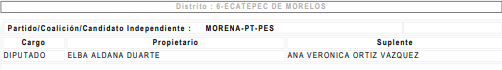 Distrito : 6-ECATEPEC DE MORELOS
Partido/Coalición/Candidato Independiente : MORENA-PT-PES
Cargo Propietario Suplente
DIPUTADO ELBA ALDANA DUARTE ANA VERONICA ORTIZ VAZQUEZ